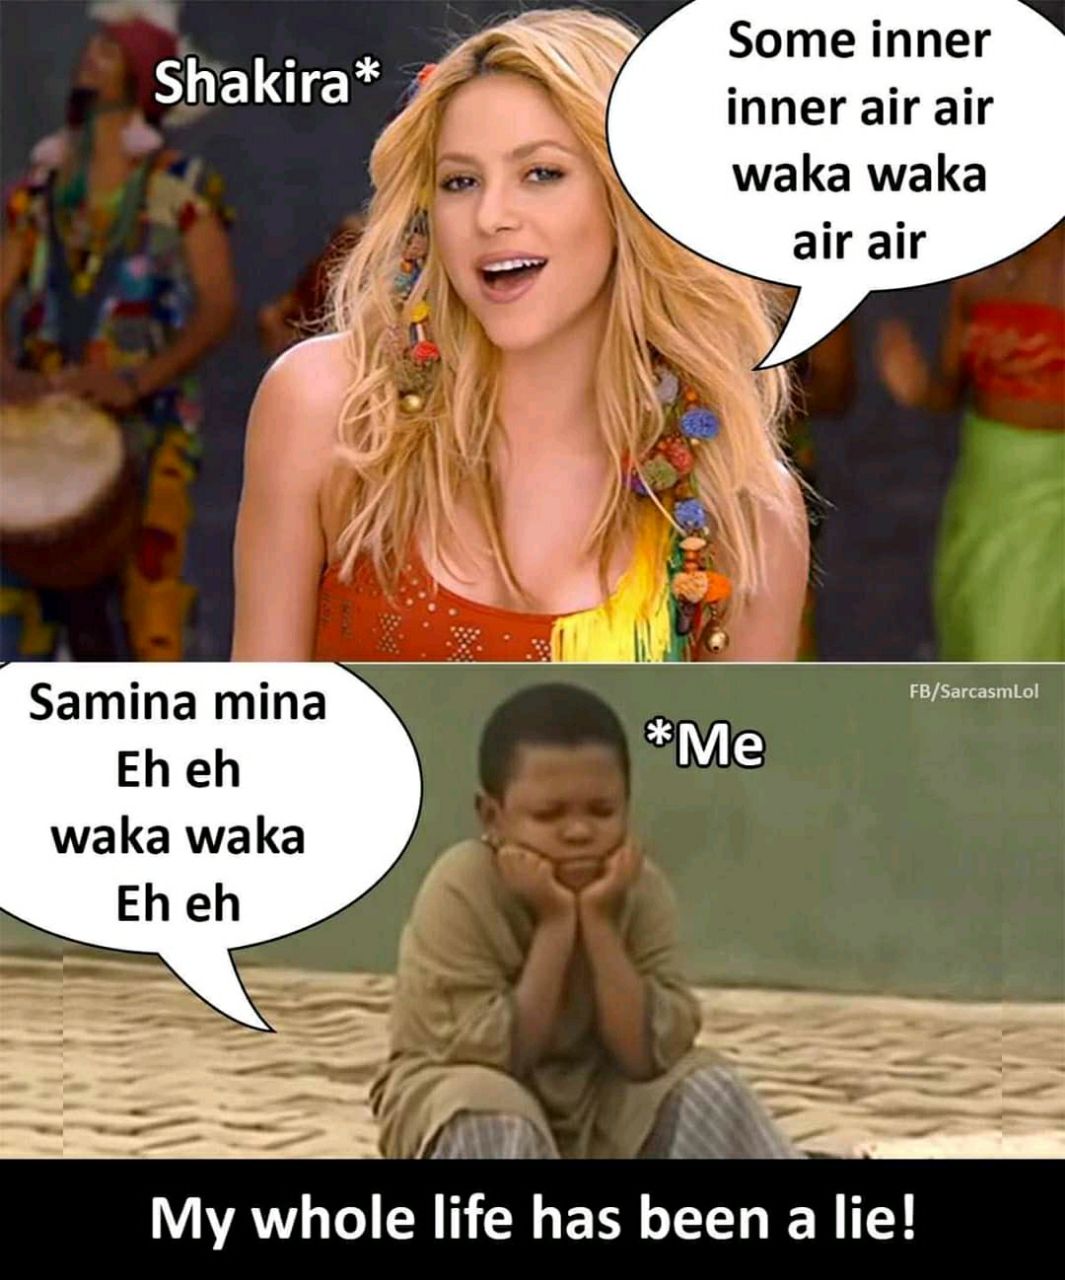 Shakira*
Some inner
inner air air
waka waka
air air
Samina mina
Eh eh
waka waka
Eh eh
FB/SarcasmLol
*Me
My whole life has been a lie!